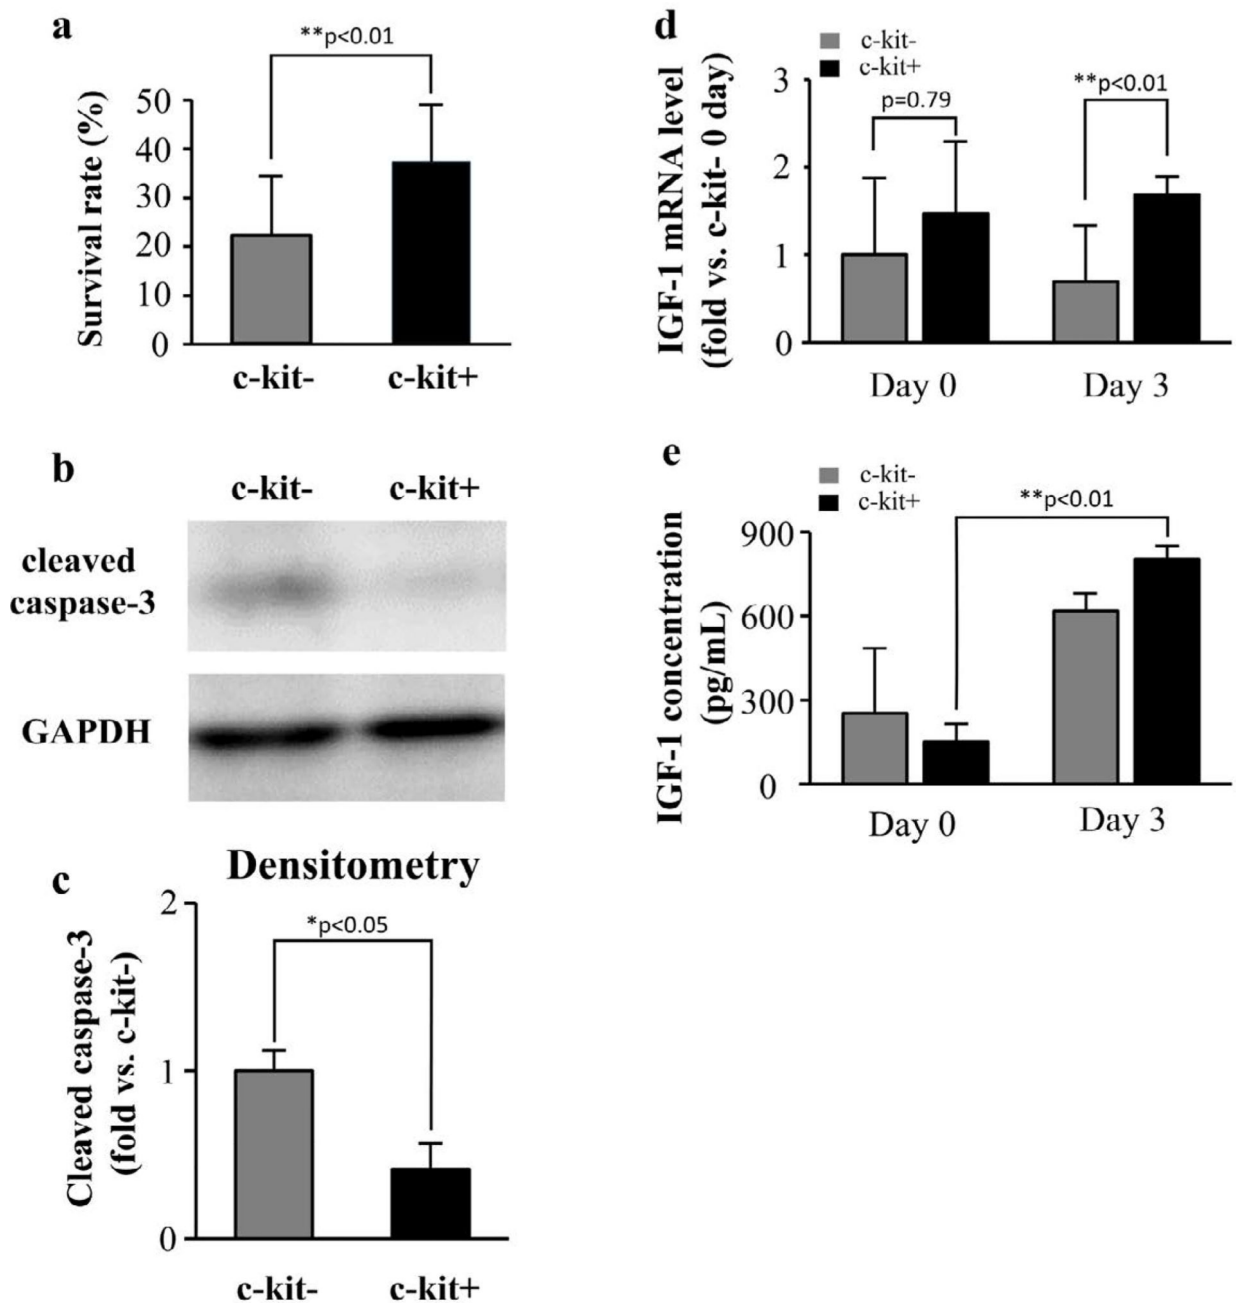 a
**p<0.01
Survival rate (%)
50
40
30
20
10
0
c-kit-
c-kit+
b
c-kit-
c-kit+
cleaved
caspase-3
GAPDH
c
Densitometry
*p<0.05
Cleaved caspase-3
(fold vs. c-kit-)
2
1
0
c-kit-
c-kit+
d
c-kit-
c-kit+
p=0.79
**p<0.01
IGF-1 mRNA level
(fold vs. c-kit- 0 day)
3
2
1
0
Day 0
Day 3
e
c-kit-
c-kit+
**p<0.01
IGF-1 concentration
(pg/mL)
900
600
300
0
Day 0
Day 3